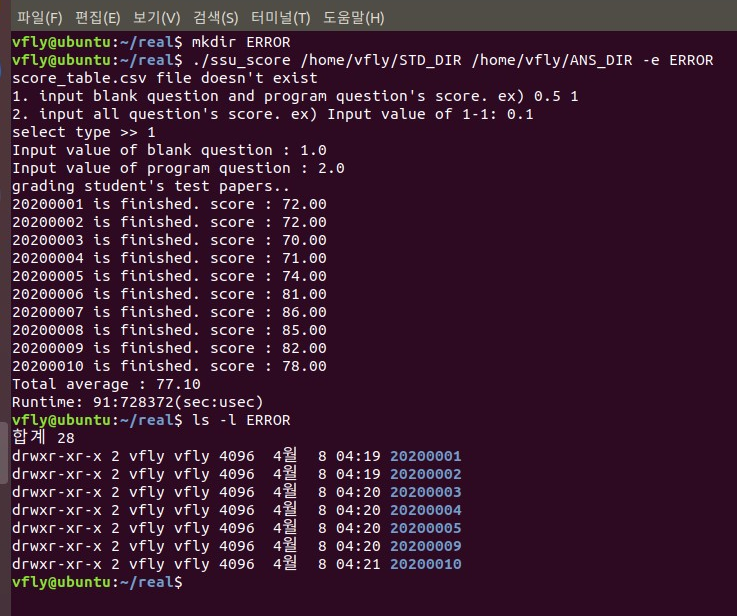 파일(F) 편집(E) 보기(V) 검색(S) 터미널(T) 도움말(H)
vfly@ubuntu:~/real$ mkdir ERROR
vfly@ubuntu:~/real$ ./ssu_score /home/vfly/STD_DIR /home/vfly/ANS_DIR -e ERROR
score_table.csv file doesn't exist
1. input blank question and program question's score. ex) 0.5 1
2. input all question's score. ex) Input value of 1-1: 0.1
select type >> 1
Input value of blank question : 1.0
Input value of program question : 2.0
grading student's test papers..
20200001 is finished. score : 72.00
20200002 is finished. score : 72.00
20200003 is finished. score : 70.00
20200004 is finished. score : 71.00
20200005 is finished. score : 74.00
20200006 is finished. score : 81.00
20200007 is finished. score : 86.00
20200008 is finished. score : 85.00
20200009 is finished. score : 82.00
20200010 is finished. score : 78.00
Total average : 77.10
Runtime: 91:728372(sec:usec)
vfly@ubuntu:~/real$ ls -l ERROR
합계 28
drwxr-xr-x 2 vfly vfly 4096  4월  8 04:19 20200001
drwxr-xr-x 2 vfly vfly 4096  4월  8 04:19 20200002
drwxr-xr-x 2 vfly vfly 4096  4월  8 04:20 20200003
drwxr-xr-x 2 vfly vfly 4096  4월  8 04:20 20200004
drwxr-xr-x 2 vfly vfly 4096  4월  8 04:20 20200005
drwxr-xr-x 2 vfly vfly 4096  4월  8 04:20 20200009
drwxr-xr-x 2 vfly vfly 4096  4월  8 04:21 20200010
vfly@ubuntu:~/real$